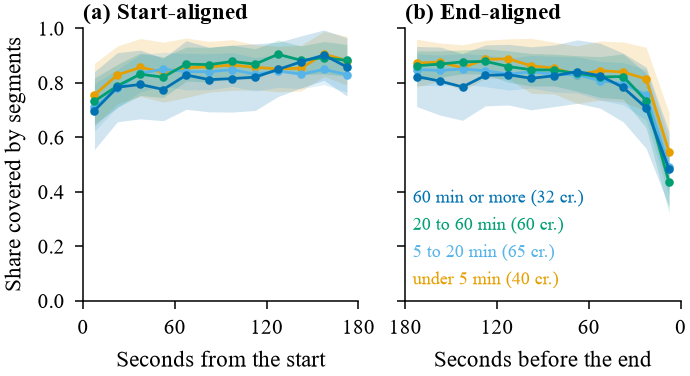 (a) Start-aligned
(b) End-aligned
Share covered by segments
1.0
0.8
0.6
0.4
0.2
0.0
60 min or more (32 cr.)
20 to 60 min (60 cr.)
5 to 20 min (65 cr.)
under 5 min (40 cr.)
0 60 120 180
180 120 60 0
Seconds from the start
Seconds before the end